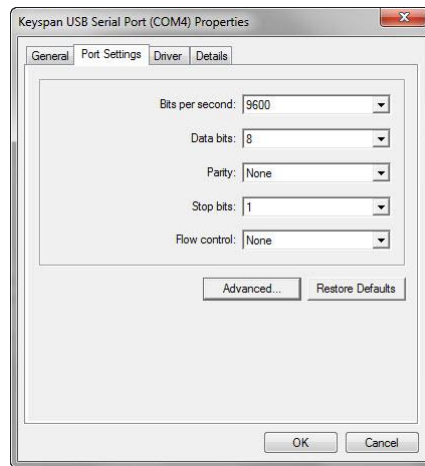 Keyspan USB Serial Port (COM4) Properties
General Port Settings Driver Details
Bits per second: 9600
Data bits: 8
Parity: None
Stop bits: 1
Flow control: None
Advanced... Restore Defaults
OK Cancel